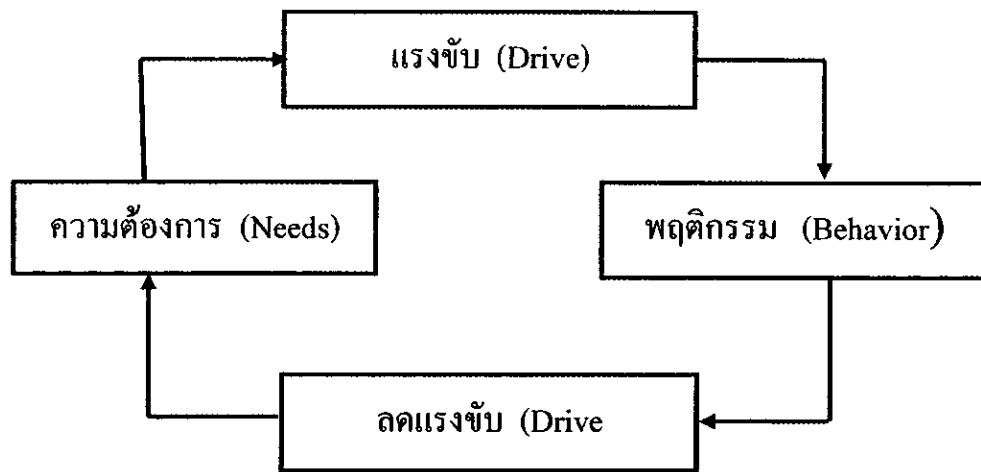 แรงขับ (Drive)
ความต้องการ (Needs)
พฤติกรรม (Behavior)
ลดแรงขับ (Drive